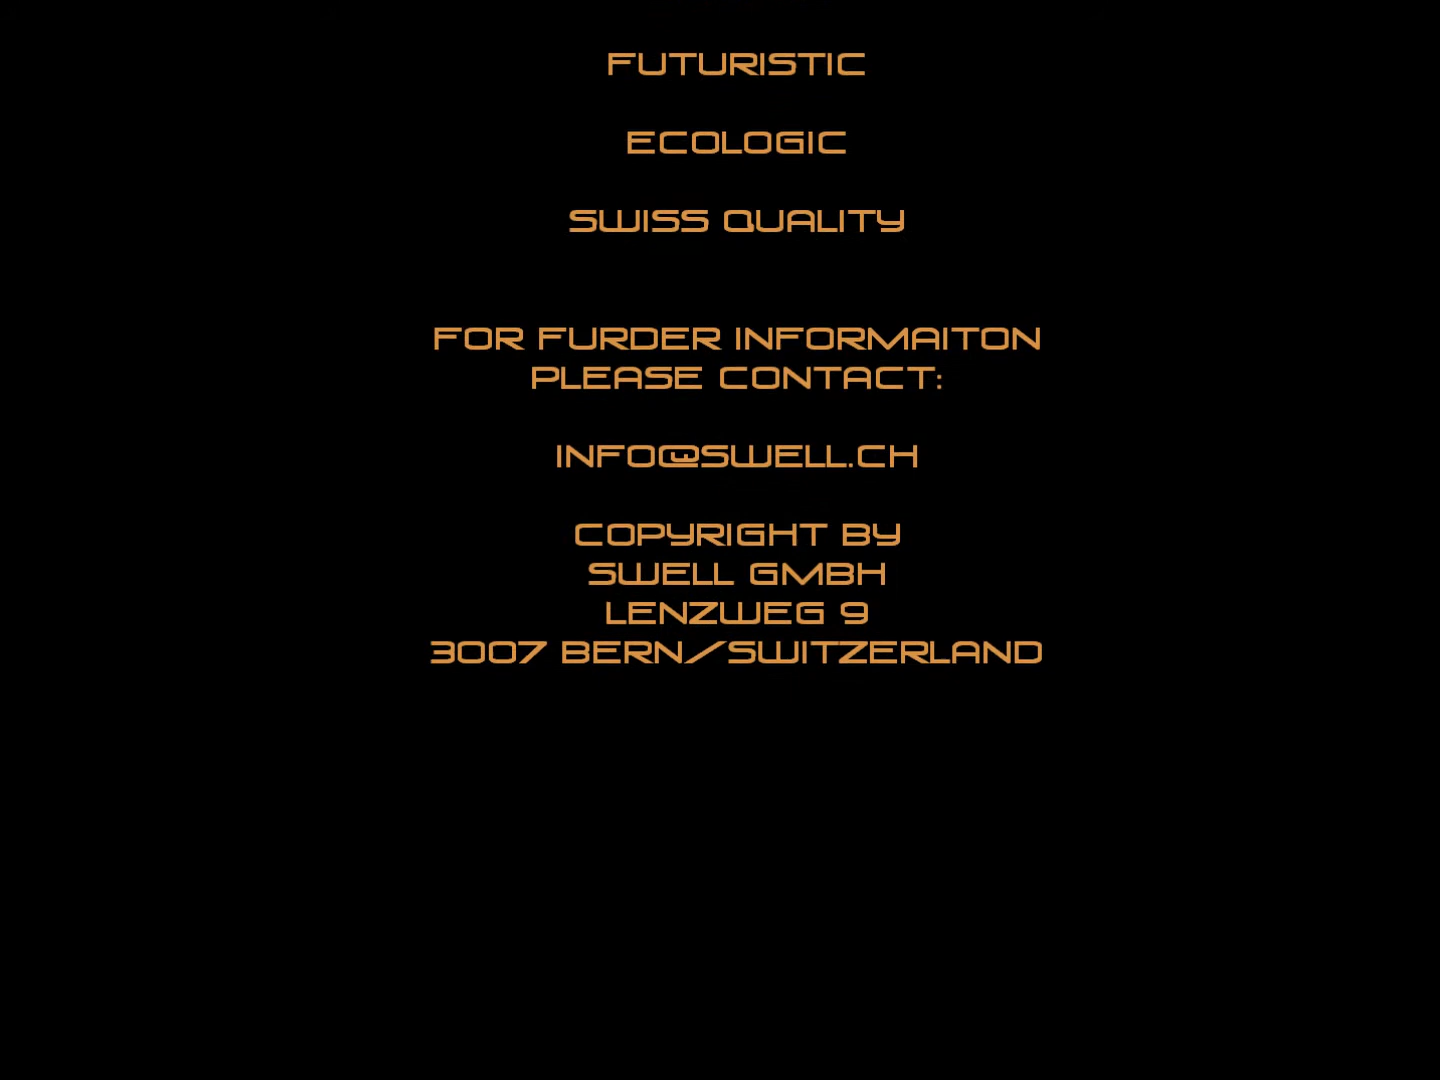 FUTURISTIC
ECOLOGIC
SWISS QUALITY
FOR FURDER INFORMAITON
PLEASE CONTACT:
INFO@SWELL.CH
COPYRIGHT BY
SWELL GMBH
LENZWEG 9
3007 BERN/SWITZERLAND